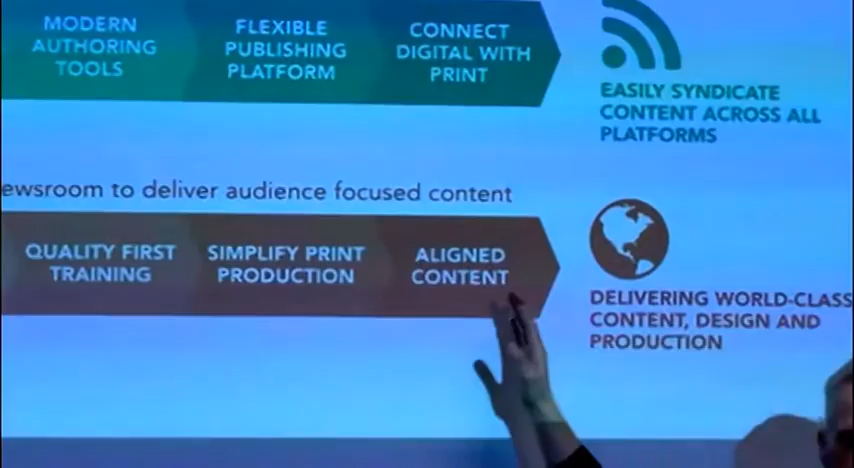 MODERN
AUTHORING
TOOLS
FLEXIBLE
PUBLISHING
PLATFORM
CONNECT
DIGITAL WITH
PRINT
EASILY SYNDICATE
CONTENT ACROSS ALL
PLATFORMS
ewsroom to deliver audience focused content
QUALITY FIRST
TRAINING
SIMPLIFY PRINT
PRODUCTION
ALIGNED
CONTENT
DELIVERING WORLD-CLASS
CONTENT, DESIGN AND
PRODUCTION